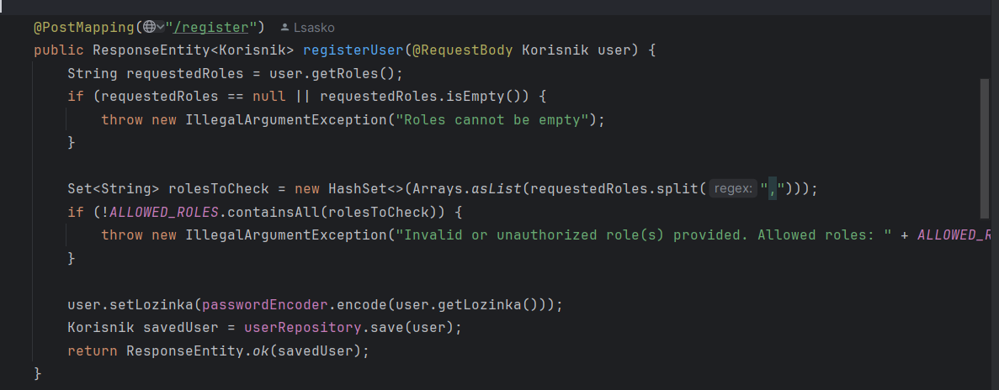 @PostMapping("/register") Lsasko
public ResponseEntity<Korisnik> registerUser(@RequestBody Korisnik user) {
    String requestedRoles = user.getRoles();
    if (requestedRoles == null || requestedRoles.isEmpty()) {
        throw new IllegalArgumentException("Roles cannot be empty");
    }
    Set<String> rolesToCheck = new HashSet<>(Arrays.asList(requestedRoles.split( regex: ",")));
    if (!ALLOWED_ROLES.containsAll(rolesToCheck)) {
        throw new IllegalArgumentException("Invalid or unauthorized role(s) provided. Allowed roles: " + ALLOWED_R
    }
    user.setLozinka(passwordEncoder.encode(user.getLozinka()));
    Korisnik savedUser = userRepository.save(user);
    return ResponseEntity.ok(savedUser);
}